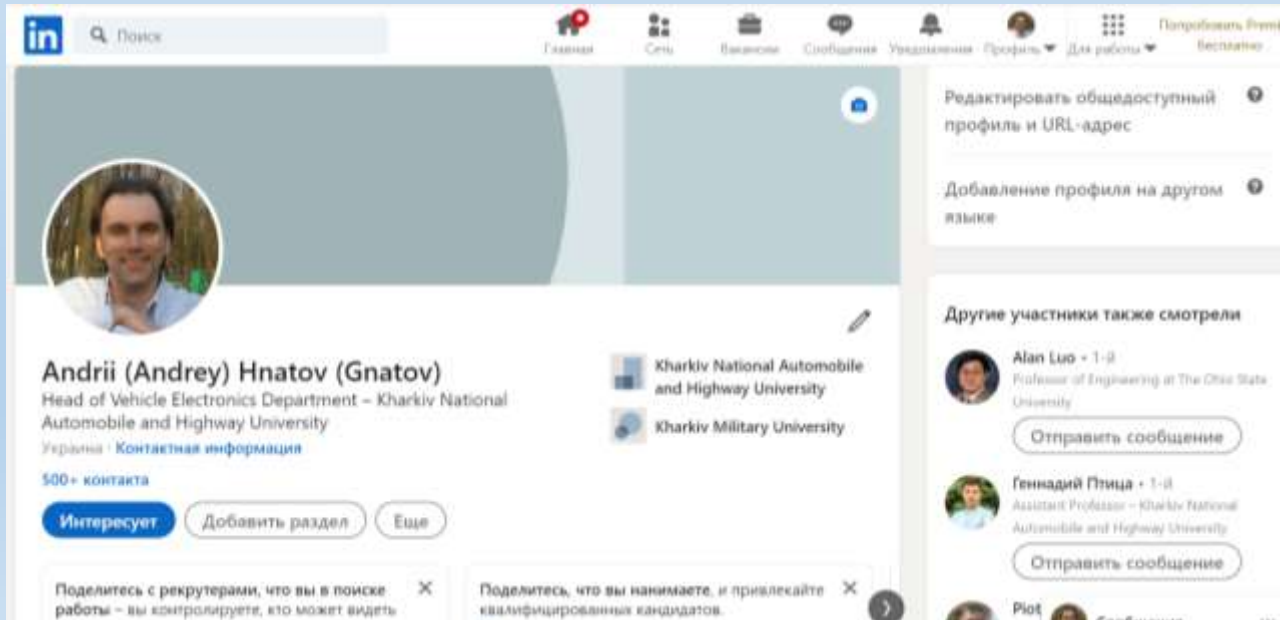 in
Поиск
Главная
Сеть
Вакансии
Сообщения
Уведомления
Профиль
Для работы
Попробовать Premi
бесплатно
Andrii (Andrey) Hnatov (Gnatov)
Head of Vehicle Electronics Department – Kharkiv National
Automobile and Highway University
Украина · Контактная информация
500+ контакта
Интересует
Добавить раздел
Еще
Kharkiv National Automobile
and Highway University
Kharkiv Military University
Поделитесь с рекрутерами, что вы в поиске
работы – вы контролируете, кто может видеть
Поделитесь, что вы нанимаете, и привлекайте
квалифицированных кандидатов.
Редактировать общедоступный
профиль и URL-адрес
Добавление профиля на другом
языке
Другие участники также смотрели
Alan Luo • 1-й
Professor of Engineering at The Ohio State
University
Отправить сообщение
Геннадий Птица • 1-й
Assistant Professor – Kharkiv National
Automobile and Highway University
Отправить сообщение
Piot